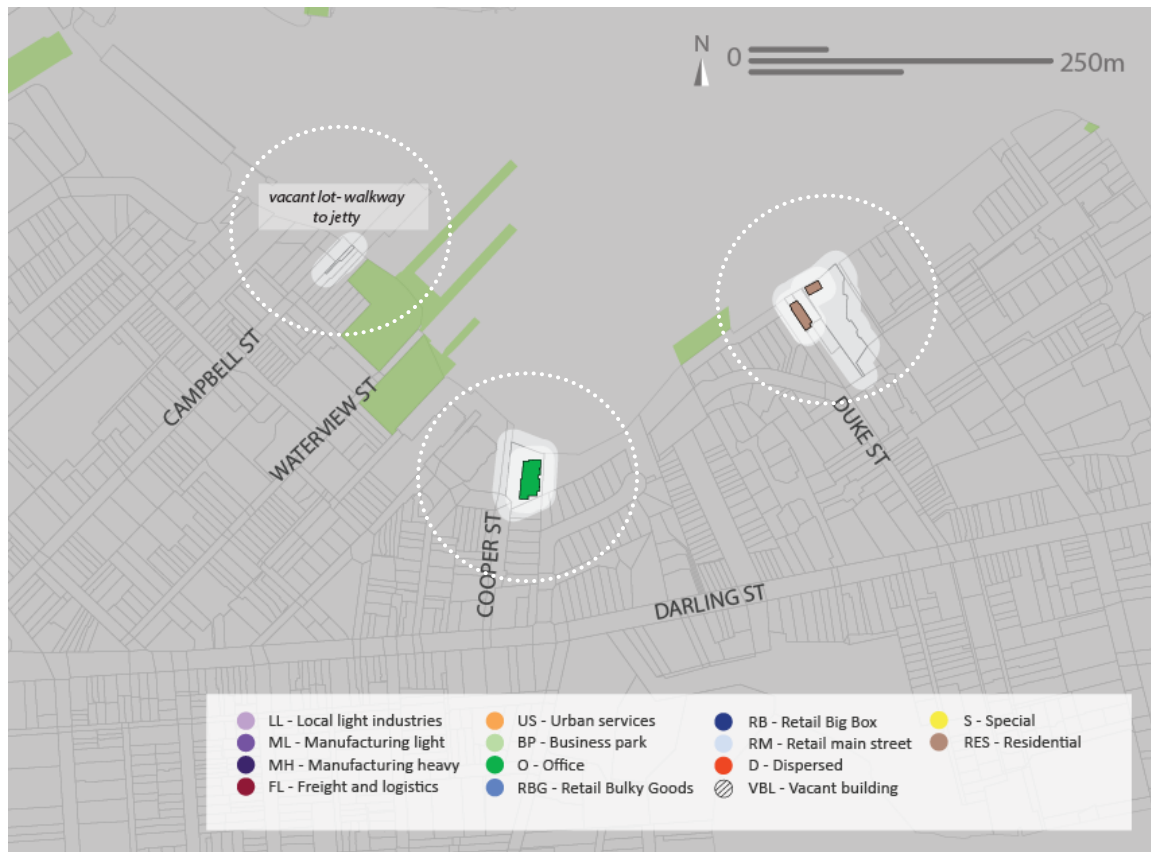 N
0
250m
vacant lot- walkway
to jetty
CAMPBELL ST
WATERVIEW ST
COOPER ST
DUKE ST
DARLING ST
LL - Local light industries
ML - Manufacturing light
MH - Manufacturing heavy
FL - Freight and logistics
US - Urban services
BP - Business park
O - Office
RBG - Retail Bulky Goods
RB - Retail Big Box
RM - Retail main street
D - Dispersed
VBL - Vacant building
S - Special
RES - Residential